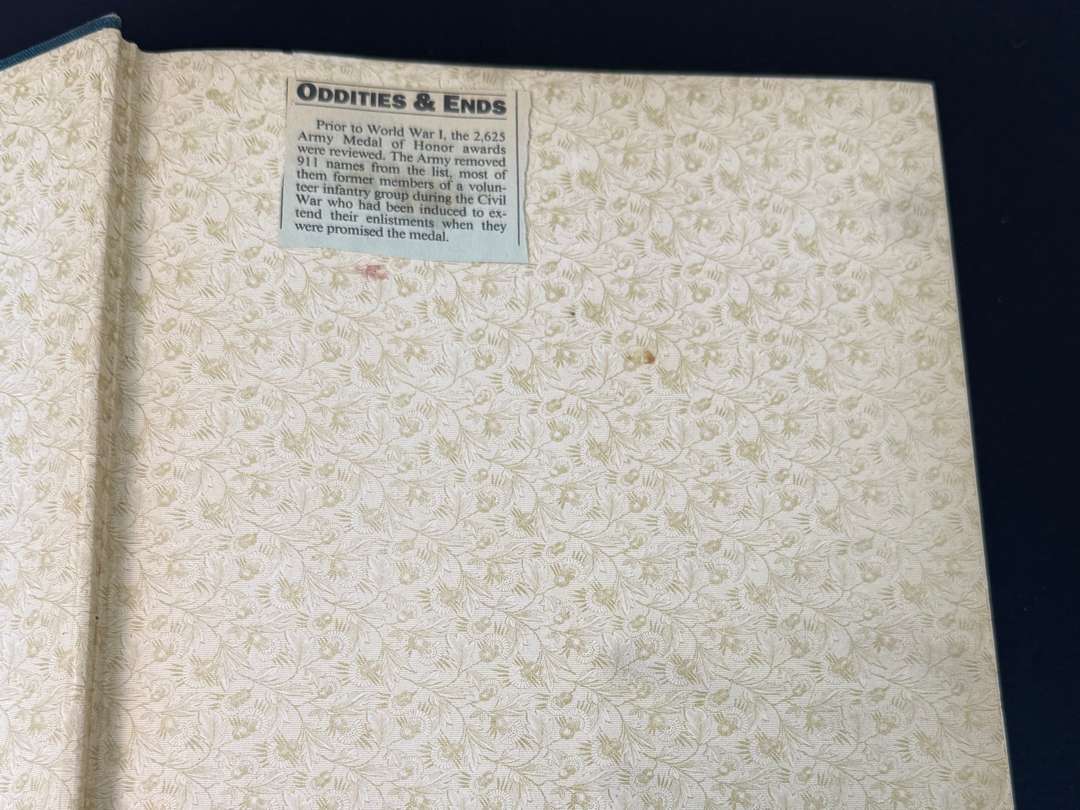 ODDITIES & ENDS
Prior to World War I, the 2,625
Army Medal of Honor awards
were reviewed. The Army removed
911 names from the list, most of
them former members of a volun-
teer infantry group during the Civil
War who had been induced to ex-
tend their enlistments when they
were promised the medal.